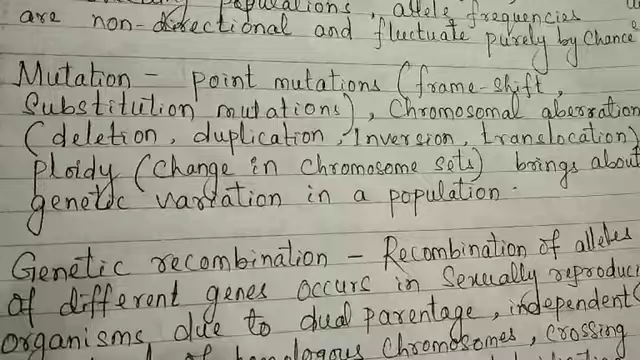 populations, allele frequencies
are non-directional and fluctuate purely by chance
Mutation - point mutations (frame-shift,
Substitution mutations), Chromosomal aberration
(deletion, duplication, Inversion, translocation)
Ploidy (Change in chromosome sets) brings about
genetic variation in a population.
Genetic recombination - Recombination of alleles
of different genes occurs in Sexually reproduci
organisms, due to dual parentage, independent
of homologous Chromosomes, crossing